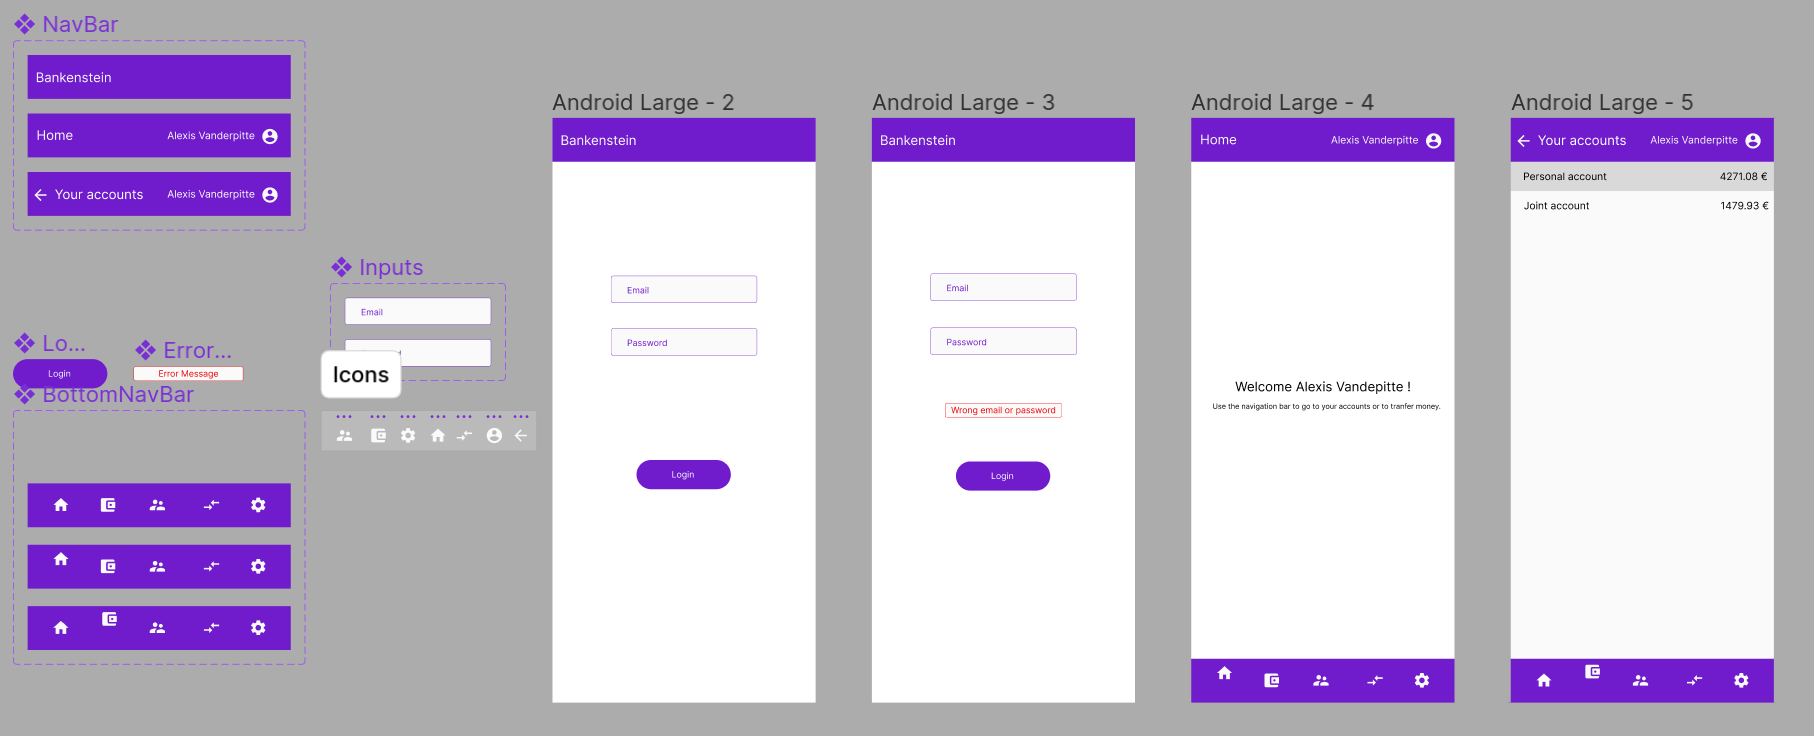 NavBar
Bankenstein
Home
Alexis Vanderpitte
Your accounts
Alexis Vanderpitte
Inputs
Email
Icons
Lo...
Login
Error...
Error Message
BottomNavBar
Android Large - 2
Bankenstein
Email
Password
Login
Android Large - 3
Bankenstein
Email
Password
Wrong email or password
Login
Android Large - 4
Home
Alexis Vanderpitte
Welcome Alexis Vandepitte !
Use the navigation bar to go to your accounts or to tranfer money.
Android Large - 5
Your accounts
Alexis Vanderpitte
Personal account
4271.08 €
Joint account
1479.93 €